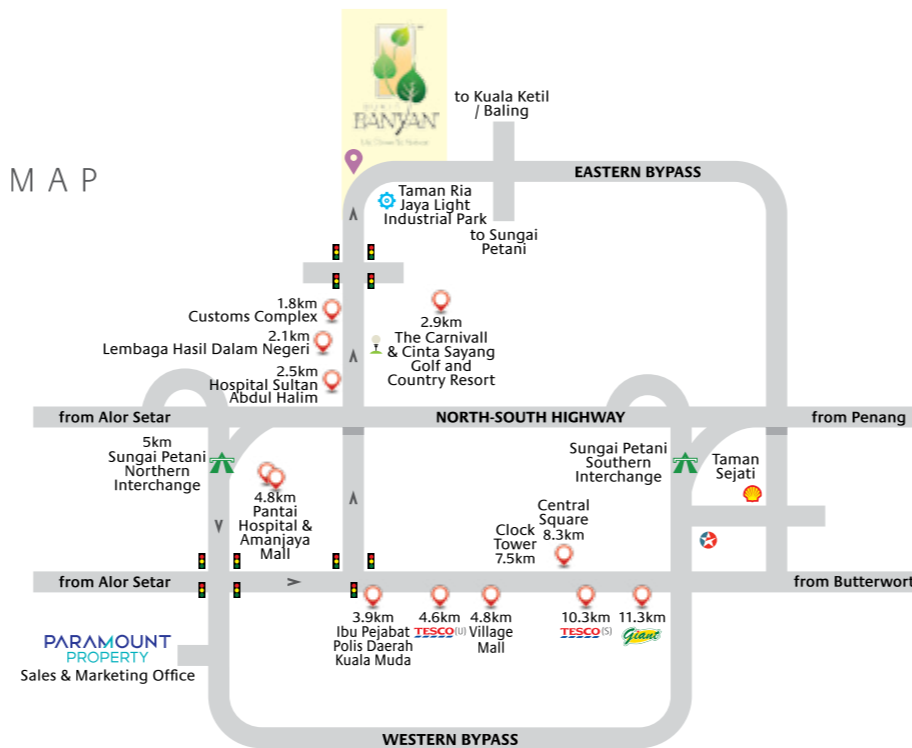 MAP
BANYAN
to Kuala Ketil
/ Baling
EASTERN BYPASS
Taman Ria
Jaya Light
Industrial Park
to Sungai
Petani
1.8km
Customs Complex
2.1km
Lembaga Hasil Dalam Negeri
2.5km
Hospital Sultan
Abdul Halim
2.9km
The Carnivall
& Cinta Sayang
Golf and
Country Resort
from Alor Setar
NORTH-SOUTH HIGHWAY
from Penang
5km
Sungai Petani
Northern
Interchange
4.8km
Pantai
Hospital &
Amanjaya
Mall
Sungai Petani
Southern
Interchange
Taman
Sejati
Central
Square
8.3km
Clock
Tower
7.5km
from Alor Setar
from Butterwort
3.9km
Ibu Pejabat
Polis Daerah
Kuala Muda
4.6km
TESCO (U)
4.8km
Village
Mall
10.3km
TESCO (S)
11.3km
Giant
PARAMOUNT
PROPERTY
Sales & Marketing Office
WESTERN BYPASS